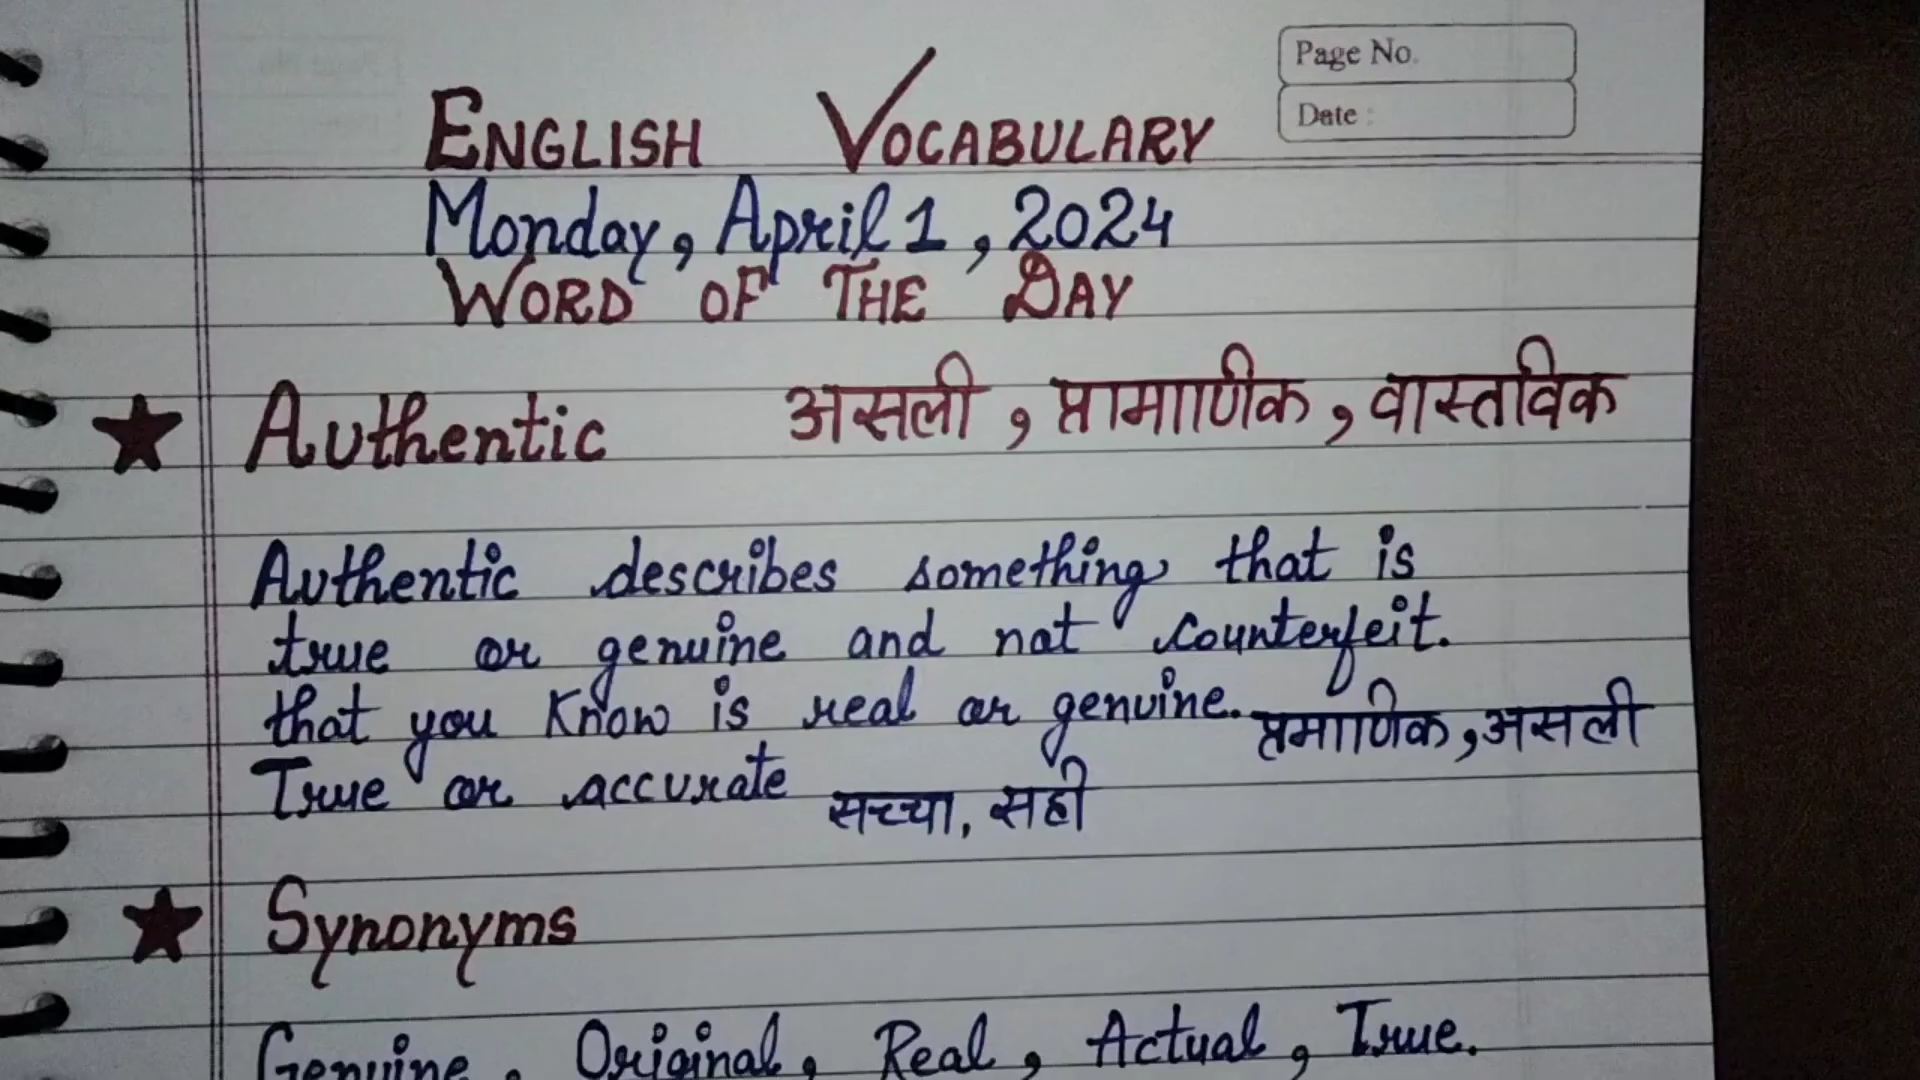 Page No.
Date :
ENGLISH VOCABULARY
Monday, April 1, 2024
WORD OF THE DAY
★ Authentic असली, प्रामाणिक, वास्तविक
Authentic describes something that is
true or genuine and not counterfeit.
that you Know is real or genuine. प्रमाणिक, असली
True or accurate सच्चा, सही
★ Synonyms
Genuine, Original, Real, Actual, True.